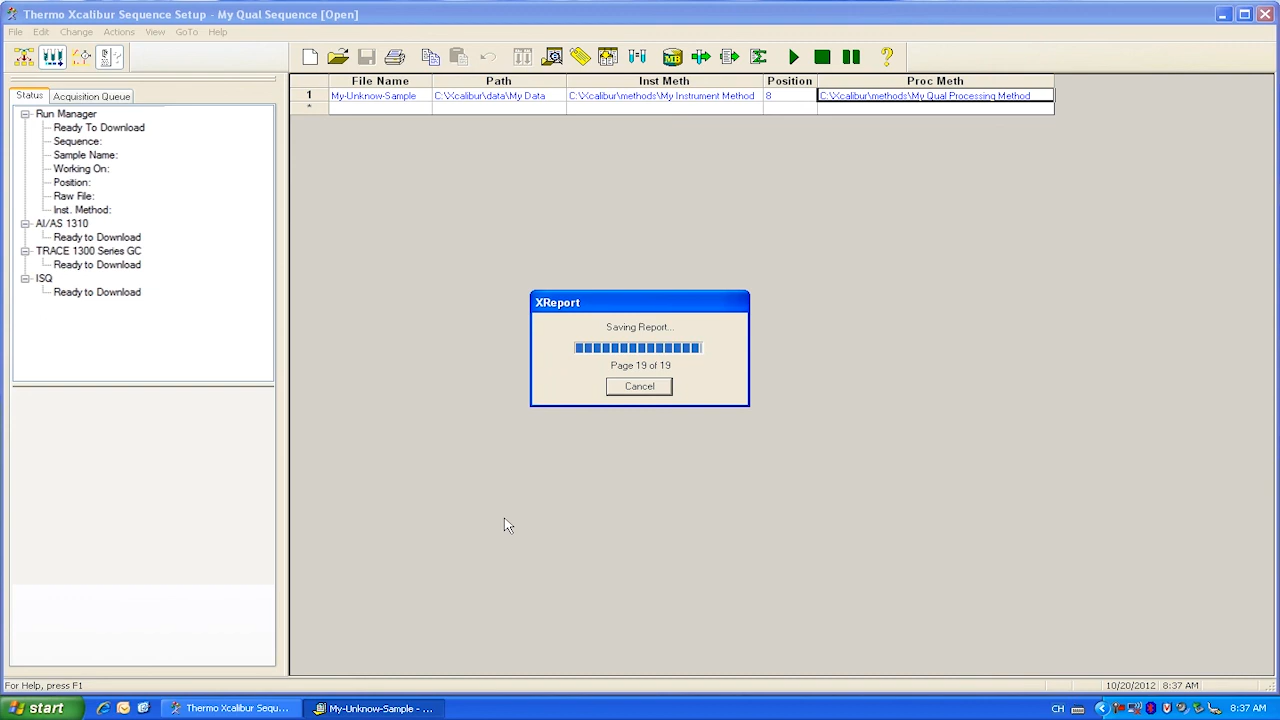 Thermo Xcalibur Sequence Setup - My Qual Sequence [Open]
File Edit Change Actions View GoTo Help
Status Acquisition Queue
Run Manager
Ready To Download
Sequence:
Sample Name:
Working On:
Position:
Raw File:
Inst. Method:
AI/AS 1310
Ready to Download
TRACE 1300 Series GC
Ready to Download
ISQ
Ready to Download
File Name Path Inst Meth Position Proc Meth
1 My-Unknow-Sample C:\Xcalibur\data\My Data C:\Xcalibur\methods\My Instrument Method 8 C:\Xcalibur\methods\My Qual Processing Method
*
XReport
Saving Report...
Page 19 of 19
Cancel
For Help, press F1
10/20/2012 8:37 AM
start Thermo Xcalibur Sequ... My-Unknow-Sample - ... CH 8:37 AM